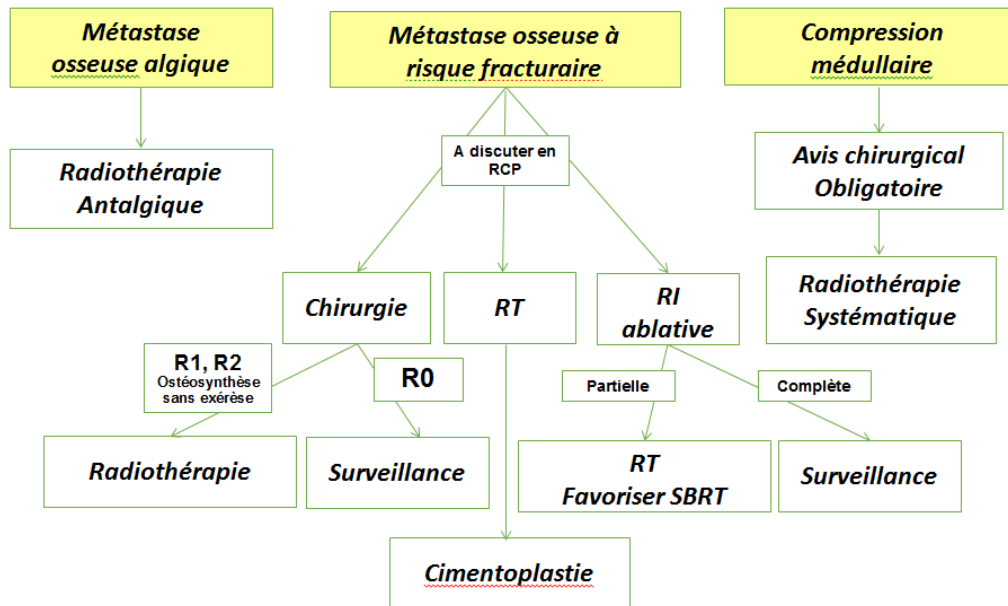 Métastase
osseuse algique
Métastase osseuse à
risque fracturaire
Compression
médullaire
Radiothérapie
Antalgique
A discuter en
RCP
Avis chirurgical
Obligatoire
Chirurgie
RT
RI
ablative
Radiothérapie
Systématique
R1, R2
Ostéosynthèse
sans exérèse
R0
Partielle
Complète
Radiothérapie
Surveillance
RT
Favoriser SBRT
Surveillance
Cimentoplastie